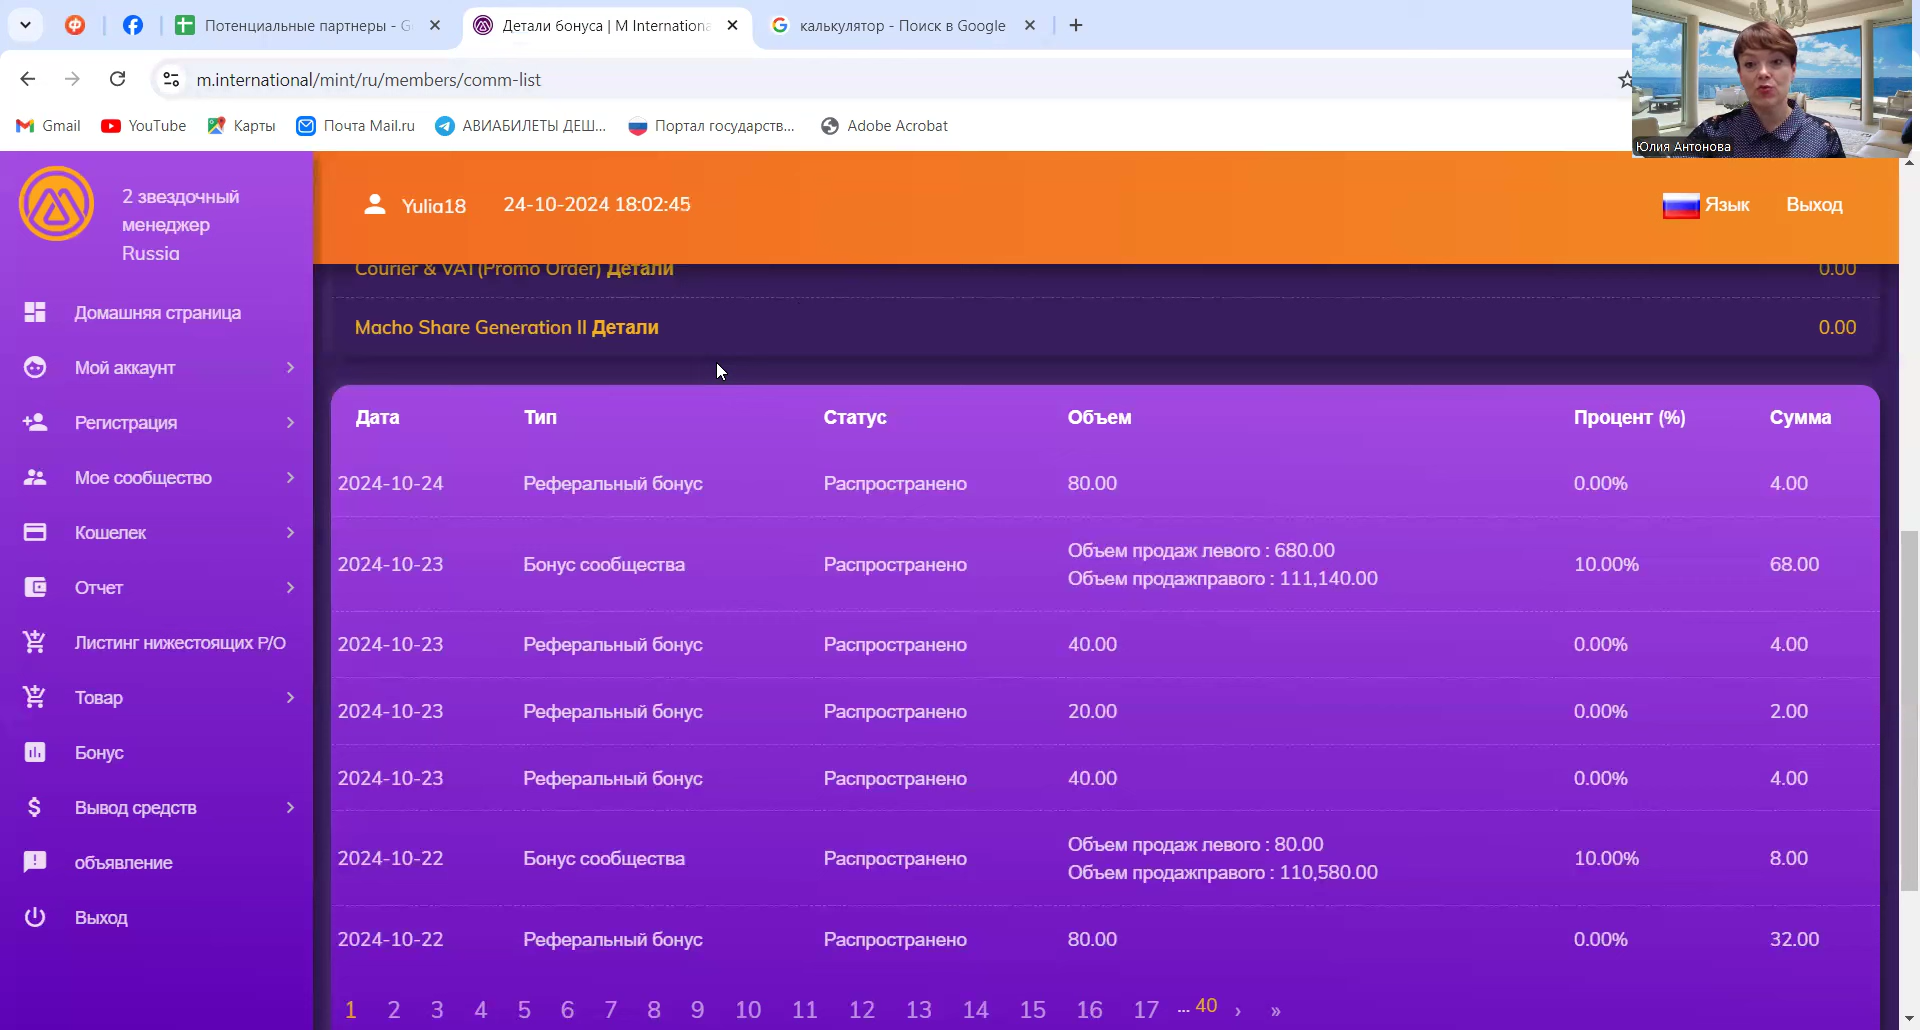 Потенциальные партнеры - G
Детали бонуса | M Internationa
калькулятор - Поиск в Google
m.international/mint/ru/members/comm-list
Gmail
YouTube
Карты
Почта Mail.ru
АВИАБИЛЕТЫ ДЕШ...
Портал государств...
Adobe Acrobat
Юлия Антонова
2 звездочный
менеджер
Russia
Yulia18
24-10-2024 18:02:45
Язык
Выход
Домашняя страница
Мой аккаунт
Регистрация
Мое сообщество
Кошелек
Отчет
Листинг нижестоящих Р/О
Товар
Бонус
Вывод средств
объявление
Выход
Courier & VAT(Promo Order) Детали 0.00
Macho Share Generation II Детали 0.00
Дата Тип Статус Объем Процент (%) Сумма
2024-10-24 Реферальный бонус Распространено 80.00 0.00% 4.00
2024-10-23 Бонус сообщества Распространено Объем продаж левого : 680.00
Объем продажправого : 111,140.00 10.00% 68.00
2024-10-23 Реферальный бонус Распространено 40.00 0.00% 4.00
2024-10-23 Реферальный бонус Распространено 20.00 0.00% 2.00
2024-10-23 Реферальный бонус Распространено 40.00 0.00% 4.00
2024-10-22 Бонус сообщества Распространено Объем продаж левого : 80.00
Объем продажправого : 110,580.00 10.00% 8.00
2024-10-22 Реферальный бонус Распространено 80.00 0.00% 32.00
1 2 3 4 5 6 7 8 9 10 11 12 13 14 15 16 17 ... 40 › »